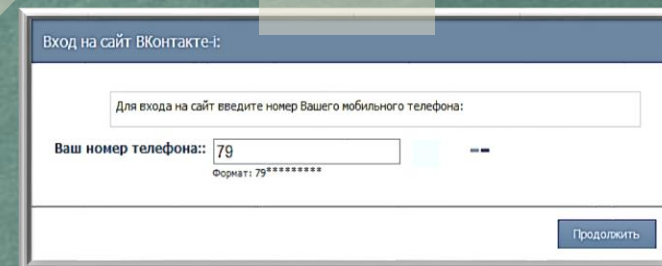 Вход на сайт ВКонтакте-i:
Для входа на сайт введите номер Вашего мобильного телефона:
Ваш номер телефона:: 79
Формат: 79*********
Продолжить